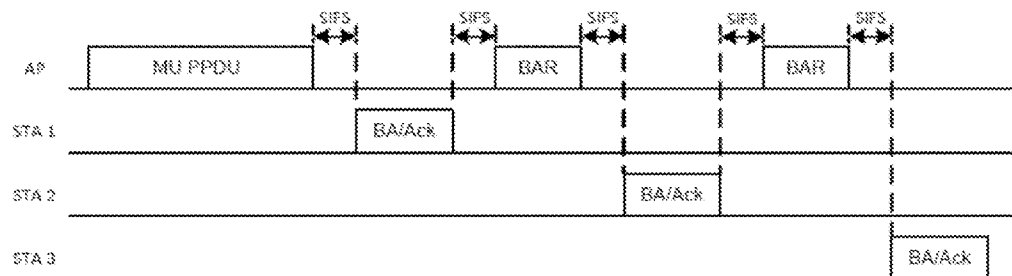 SIFS SIFS SIFS SIFS SIFS
AP MU PPDU BAR BAR
STA 1 BA/Ack
STA 2 BA/Ack
STA 3 BA/Ack